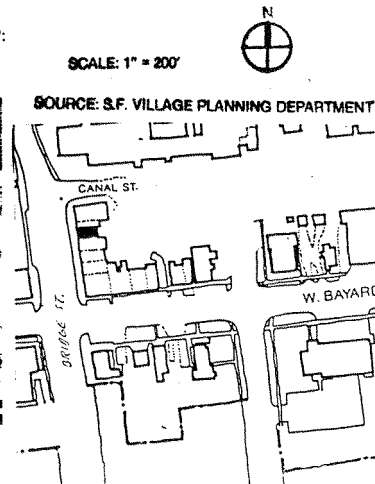 N
SCALE: 1" = 200'
SOURCE: S.F. VILLAGE PLANNING DEPARTMENT
CANAL ST.
W. BAYARD
BRIDGE ST.